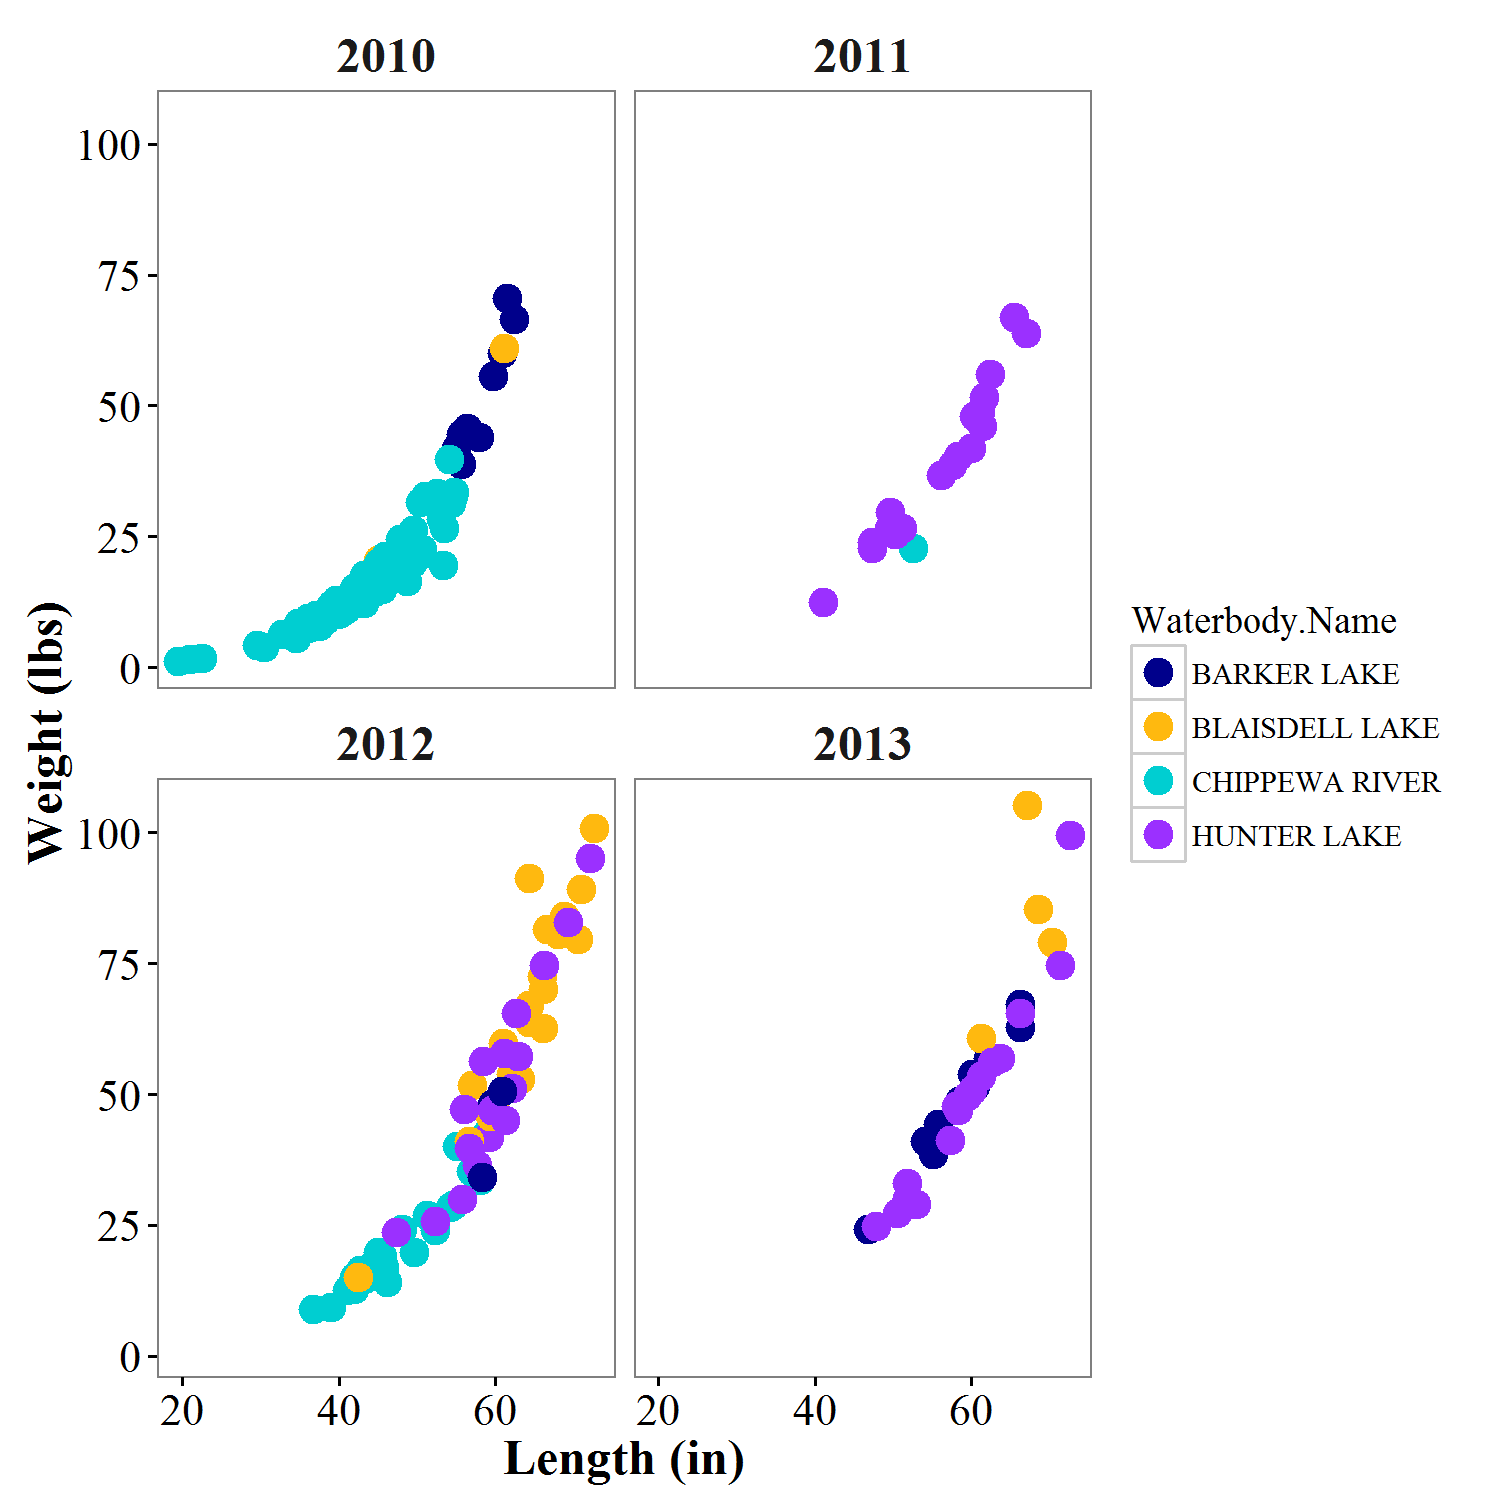 2010
2011
100
75
50
25
0
Weight (lbs)
Waterbody.Name
BARKER LAKE
BLAISDELL LAKE
CHIPPEWA RIVER
HUNTER LAKE
2012
2013
100
75
50
25
0
20 40 60
20 40 60
Length (in)